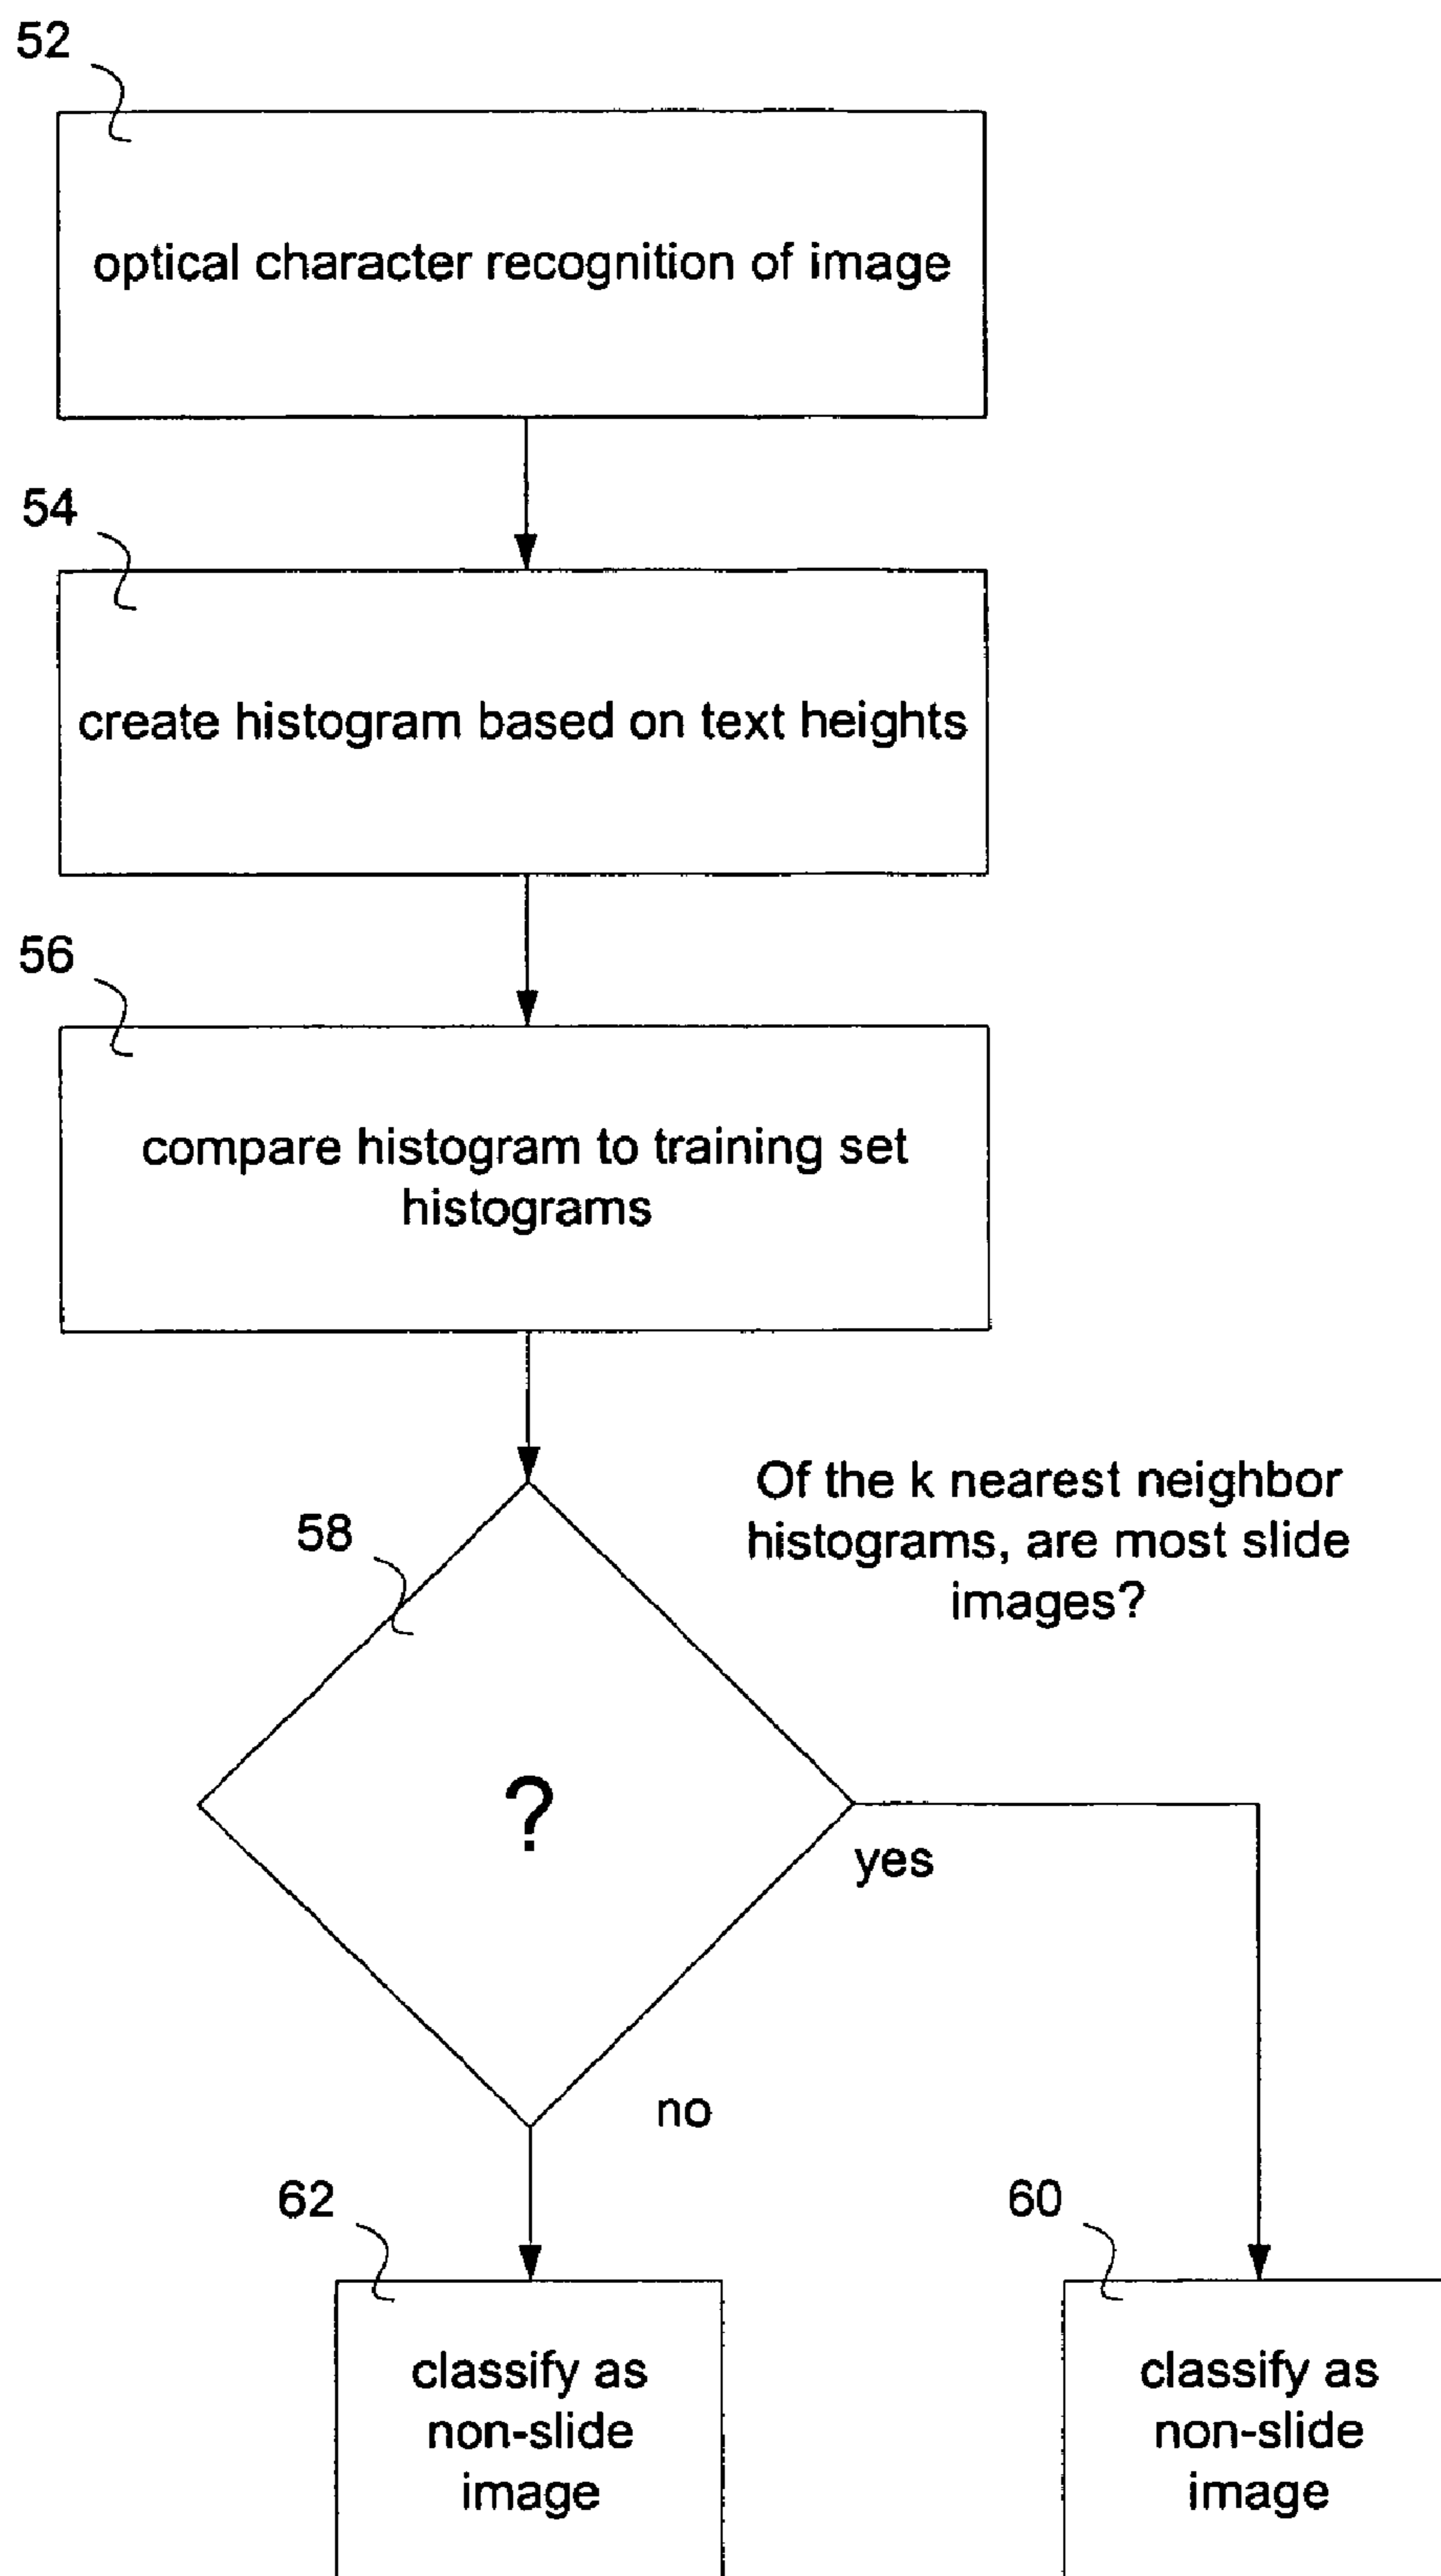 52
optical character recognition of image
54
create histogram based on text heights
56
compare histogram to training set
histograms
Of the k nearest neighbor
histograms, are most slide
images?
58
?
yes
no
62
classify as
non-slide
image
60
classify as
non-slide
image